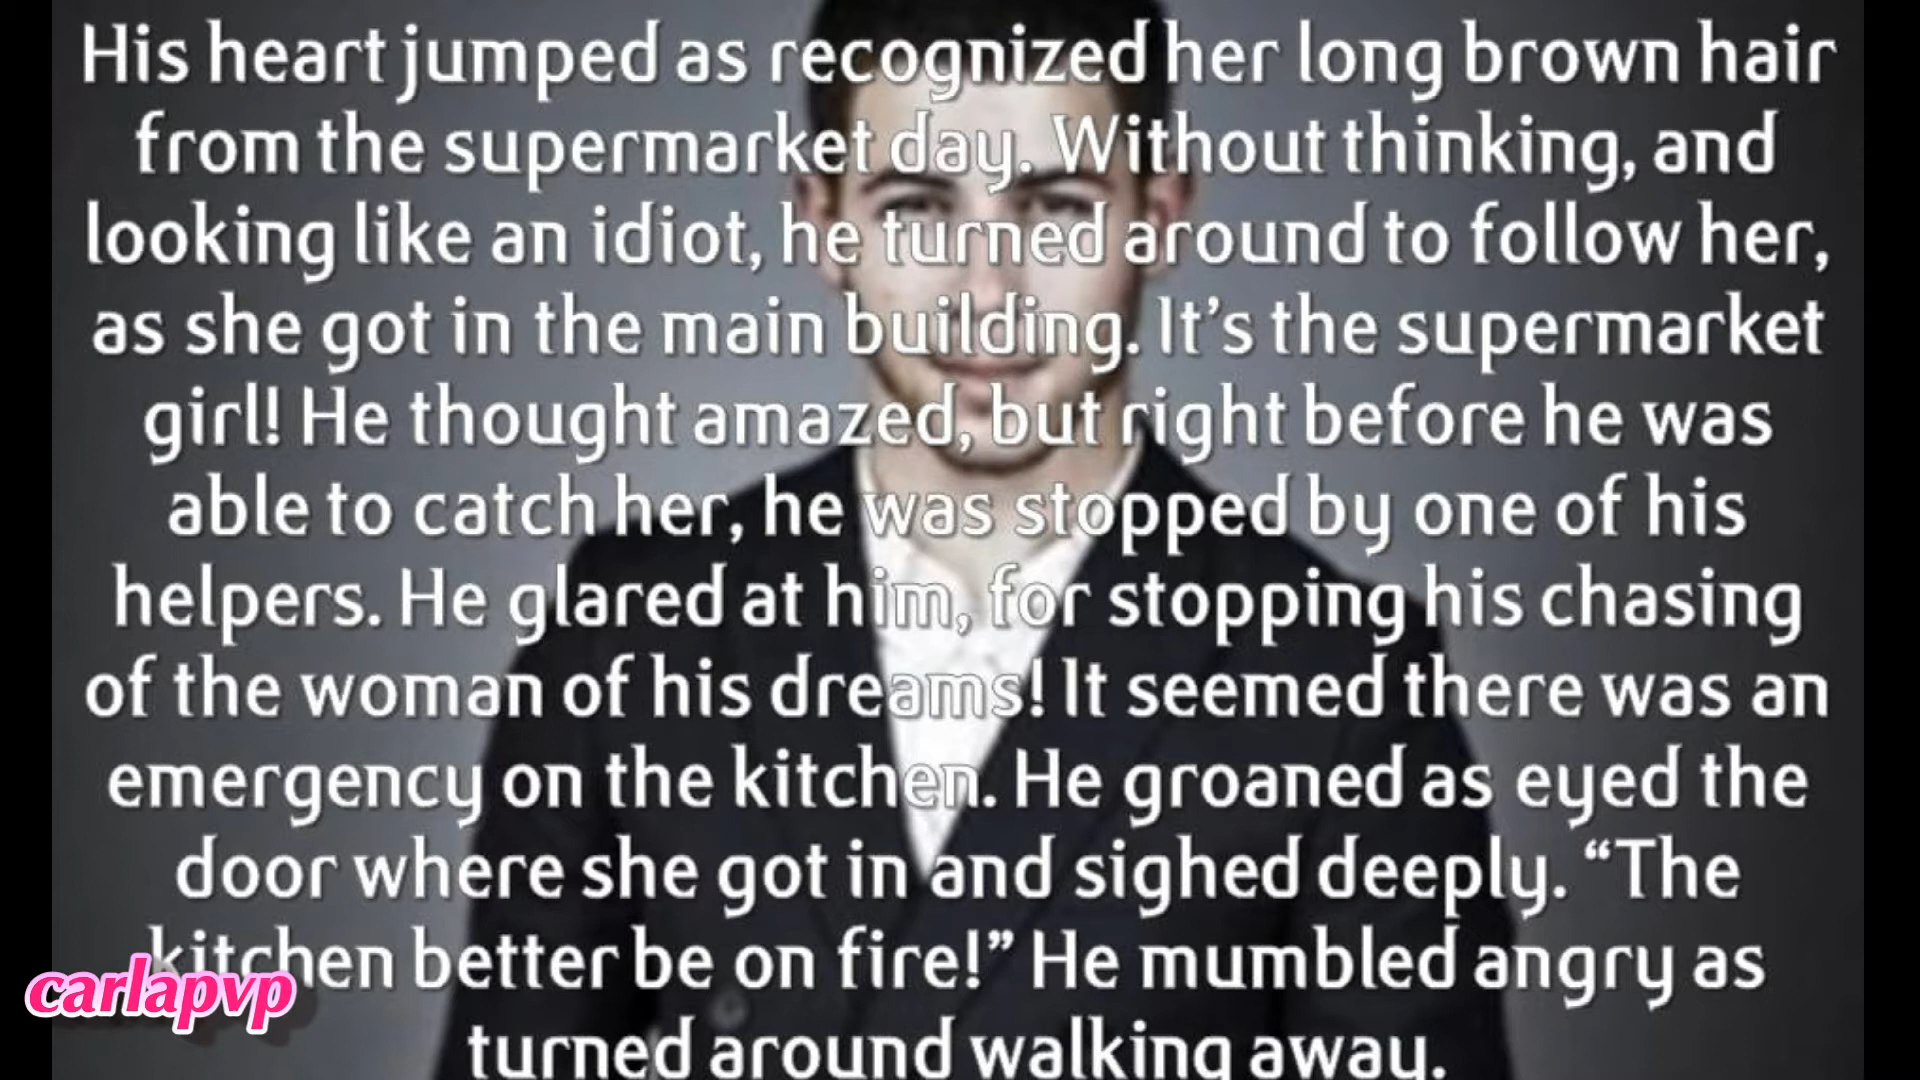 His heart jumped as recognized her long brown hair
from the supermarket day. Without thinking, and
looking like an idiot, he turned around to follow her,
as she got in the main building. It’s the supermarket
girl! He thought amazed, but right before he was
able to catch her, he was stopped by one of his
helpers. He glared at him, for stopping his chasing
of the woman of his dreams! It seemed there was an
emergency on the kitchen. He groaned as eyed the
door where she got in and sighed deeply. “The
kitchen better be on fire!” He mumbled angry as
turned around walking away.
carlapvp